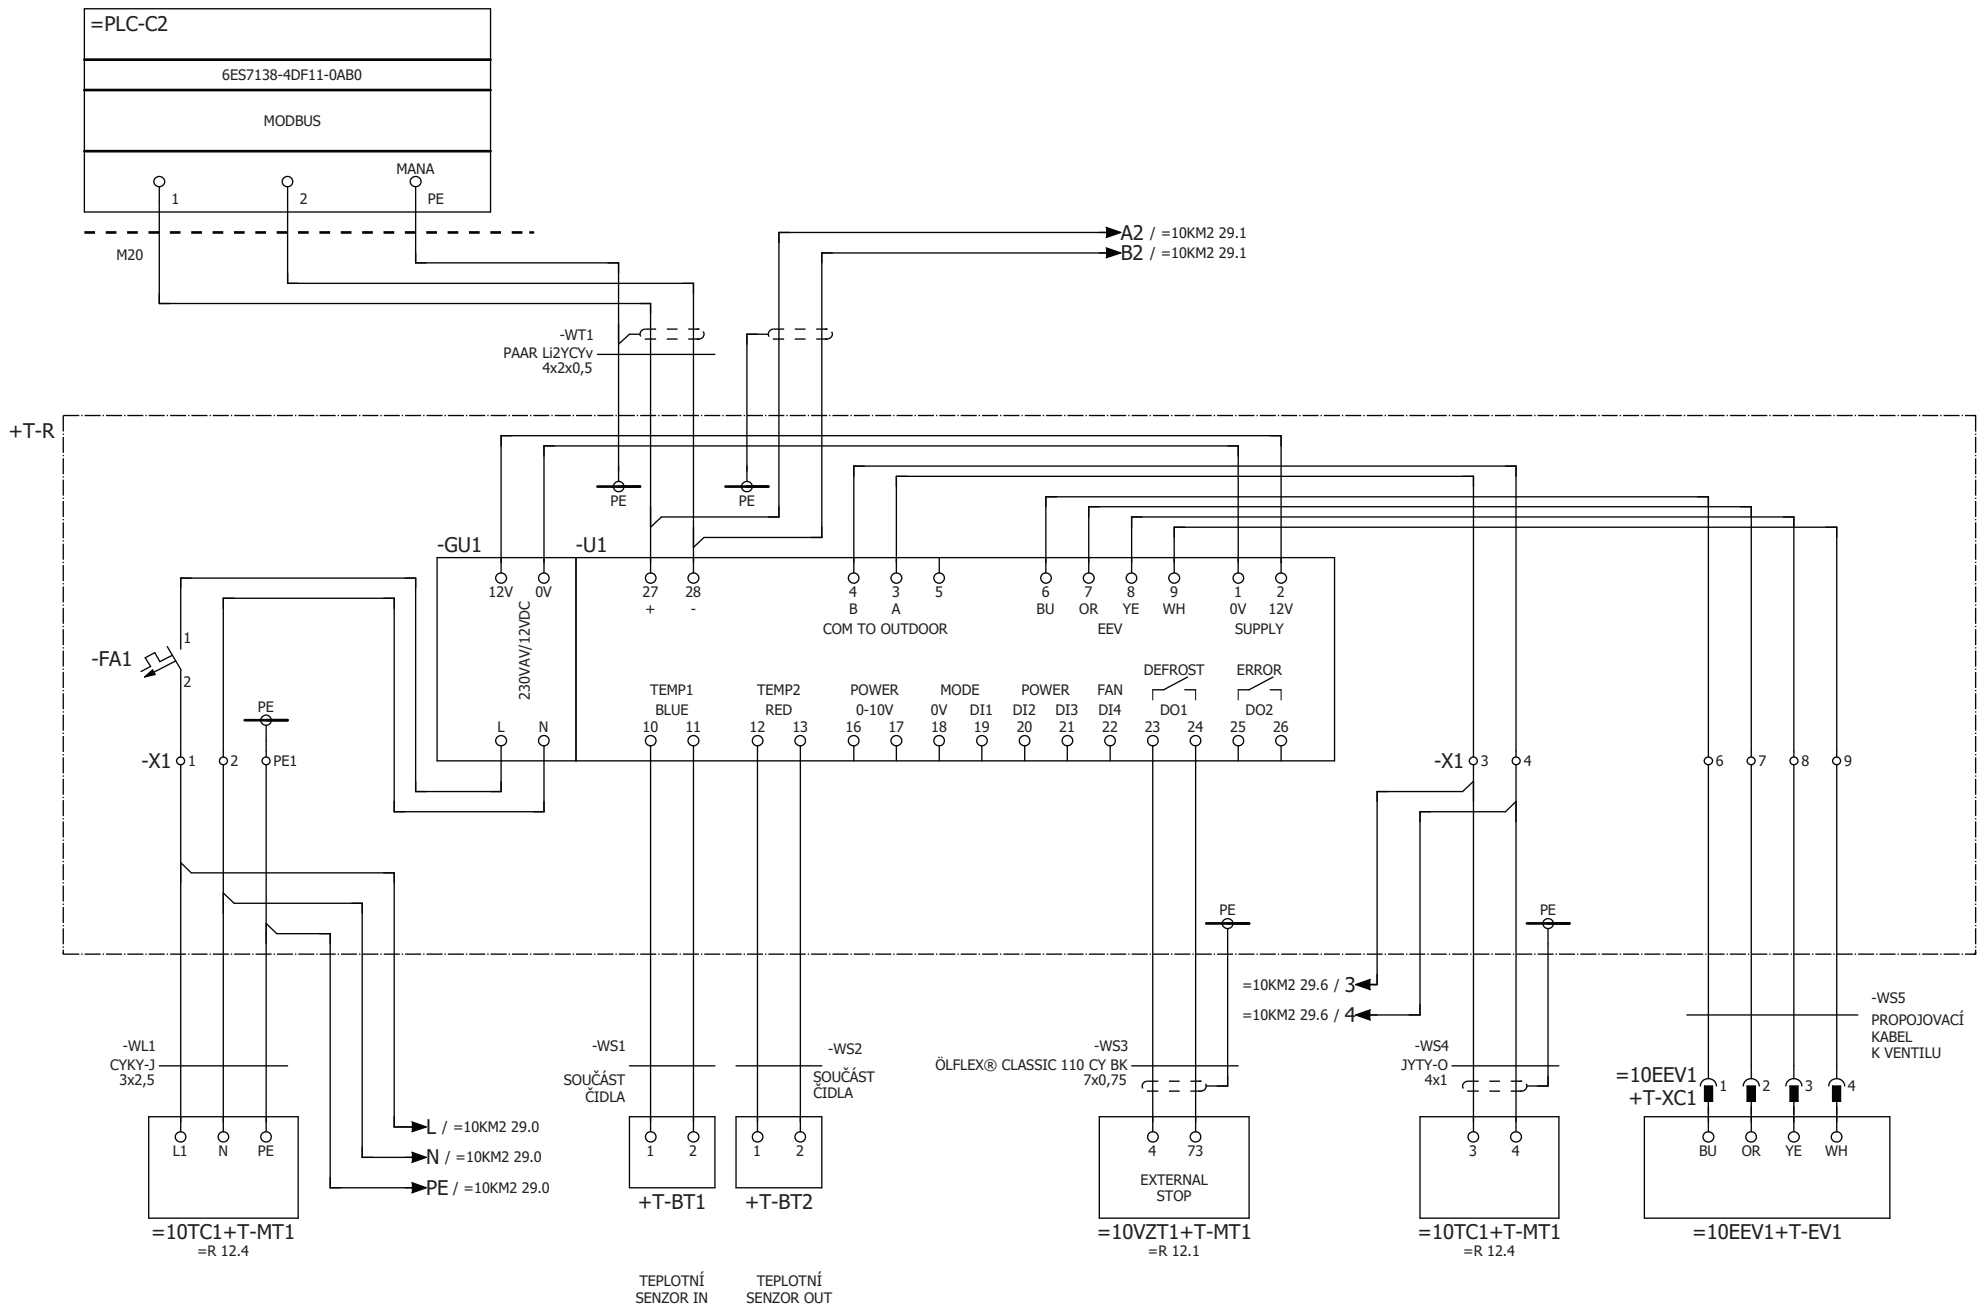 =PLC-C2
6ES7138-4DF11-0AB0
MODBUS
MANA
1
2
PE
M20
A2 / =10KM2 29.1
B2 / =10KM2 29.1
-WT1
PAAR Li2YCYv
4x2x0,5
+T-R
PE
PE
-GU1
-U1
12V
0V
230VAV/12VDC
L
N
27
28
+
-
4
3
5
B
A
COM TO OUTDOOR
6
7
8
9
BU
OR
YE
WH
EEV
1
2
0V
12V
SUPPLY
DEFROST
ERROR
TEMP1
BLUE
TEMP2
RED
POWER
0-10V
MODE
0V
DI1
POWER
DI2
DI3
FAN
DI4
DO1
DO2
10
11
12
13
16
17
18
19
20
21
22
23
24
25
26
-FA1
1
2
PE
-X1
1
2
PE1
-X1
3
4
6
7
8
9
PE
PE
=10KM2 29.6 / 3
=10KM2 29.6 / 4
-WL1
CYKY-J
3x2,5
-WS1
SOUČÁST
ČIDLA
-WS2
SOUČÁST
ČIDLA
-WS3
ÖLFLEX® CLASSIC 110 CY BK
7x0,75
-WS4
JYTY-O
4x1
-WS5
PROPOJOVACÍ
KABEL
K VENTILU
=10EEV1
+T-XC1
1
2
3
4
L1
N
PE
=10TC1+T-MT1
=R 12.4
L / =10KM2 29.0
N / =10KM2 29.0
PE / =10KM2 29.0
1
2
+T-BT1
1
2
+T-BT2
4
73
EXTERNAL
STOP
=10VZT1+T-MT1
=R 12.1
3
4
=10TC1+T-MT1
=R 12.4
BU
OR
YE
WH
=10EEV1+T-EV1
TEPLOTNÍ
SENZOR IN
TEPLOTNÍ
SENZOR OUT